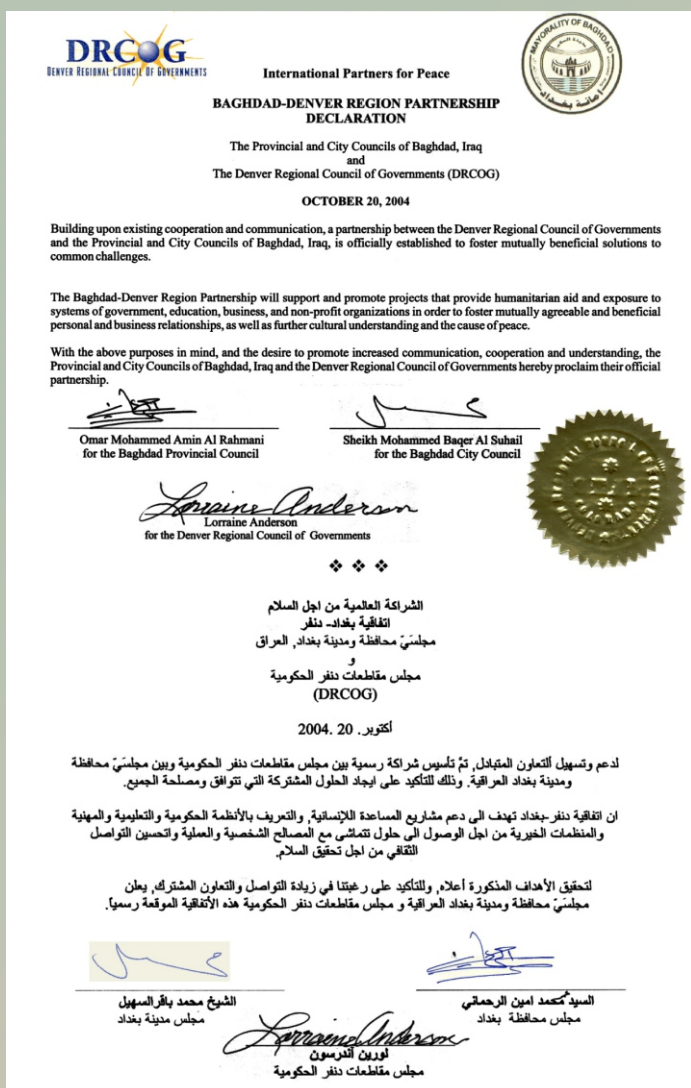 DRCOG
DENVER REGIONAL COUNCIL OF GOVERNMENTS
MAYORALITY OF BAGHDAD
أمانة بغداد
International Partners for Peace
BAGHDAD-DENVER REGION PARTNERSHIP
DECLARATION
The Provincial and City Councils of Baghdad, Iraq
and
The Denver Regional Council of Governments (DRCOG)
OCTOBER 20, 2004
Building upon existing cooperation and communication, a partnership between the Denver Regional Council of Governments
and the Provincial and City Councils of Baghdad, Iraq, is officially established to foster mutually beneficial solutions to
common challenges.
The Baghdad-Denver Region Partnership will support and promote projects that provide humanitarian aid and exposure to
systems of government, education, business, and non-profit organizations in order to foster mutually agreeable and beneficial
personal and business relationships, as well as further cultural understanding and the cause of peace.
With the above purposes in mind, and the desire to promote increased communication, cooperation and understanding, the
Provincial and City Councils of Baghdad, Iraq and the Denver Regional Council of Governments hereby proclaim their official
partnership.
Omar Mohammed Amin Al Rahmani
for the Baghdad Provincial Council
Sheikh Mohammed Baqer Al Suhail
for the Baghdad City Council
Lorraine Anderson
Lorraine Anderson
for the Denver Regional Council of Governments
SEAL
COLORADO
الشراكة العالمية من اجل السلام
اتفاقية بغداد- دنفر
مجلسَيّ محافظة ومدينة بغداد, العراق
و
مجلس مقاطعات دنفر الحكومية
(DRCOG)
أكتوبر. 20 .2004
لدعم وتسهيل ألتعاون المتبادل, تمَّ تأسيس شراكة رسمية بين مجلس مقاطعات دنفر الحكومية وبين مجلسَيّ محافظة
ومدينة بغداد العراقية. وذلك للتأكيد على ايجاد الحلول المشتركة التي تتوافق ومصلحة الجميع.
ان اتفاقية دنفر-بغداد تهدف الى دعم مشاريع المساعدة اللإنسانية, والتعريف بالأنظمة الحكومية والتعليمية والمهنية
والمنظمات الخيرية من اجل الوصول الى حلول تتماشى مع المصالح الشخصية والعملية واتحسين التواصل
الثقافي من اجل تحقيق السلام.
لتحقيق الأهداف المذكورة أعلاه, وللتأكيد على رغبتنا في زيادة التواصل والتعاون المشترك, يعلن
مجلسَيّ محافظة ومدينة بغداد العراقية و مجلس مقاطعات دنفر الحكومية هذه الأتفاقية الموقعة رسمياً.
السيد محمد امين الرحماني
مجلس محافظة بغداد
الشيخ محمد باقرالسهيل
مجلس مدينة بغداد
Lorraine Anderson
لورين أندرسون
مجلس مقاطعات دنفر الحكومية